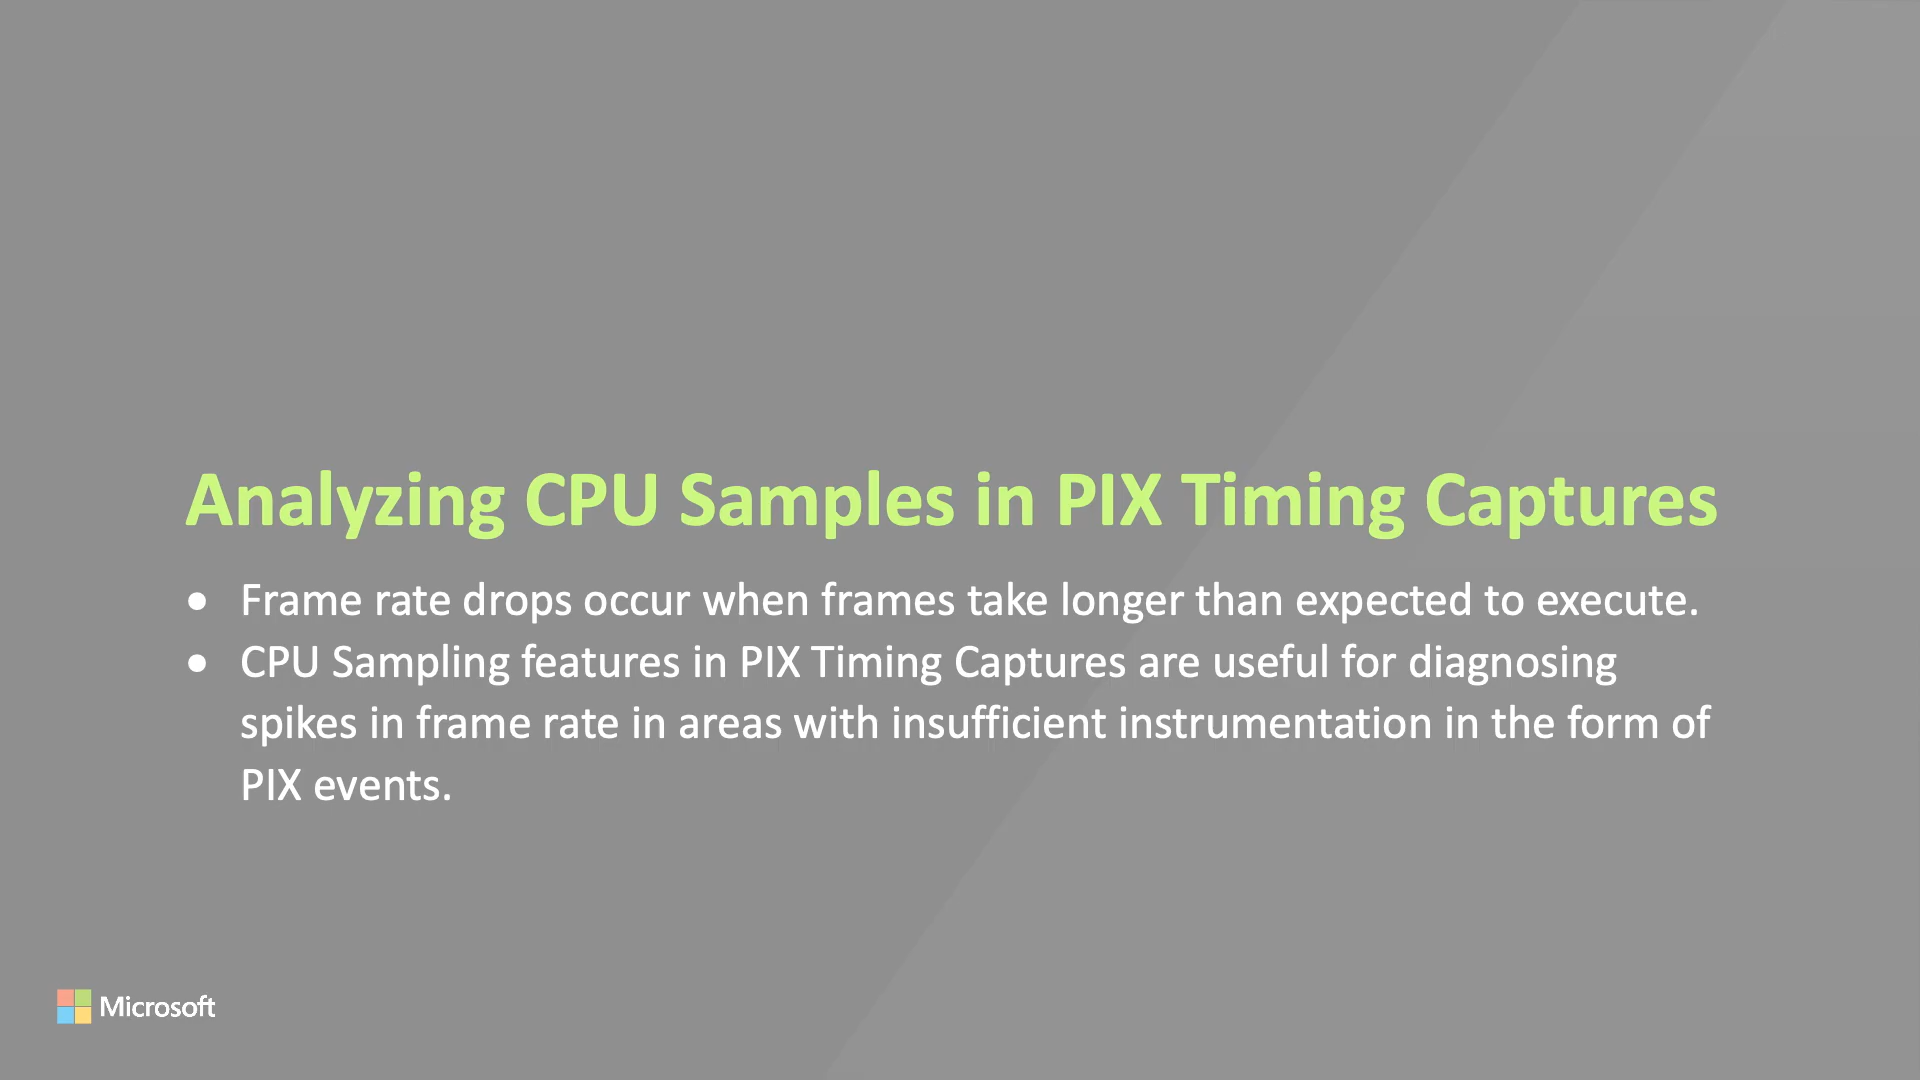 Analyzing CPU Samples in PIX Timing Captures
• Frame rate drops occur when frames take longer than expected to execute.
• CPU Sampling features in PIX Timing Captures are useful for diagnosing
spikes in frame rate in areas with insufficient instrumentation in the form of
PIX events.
Microsoft